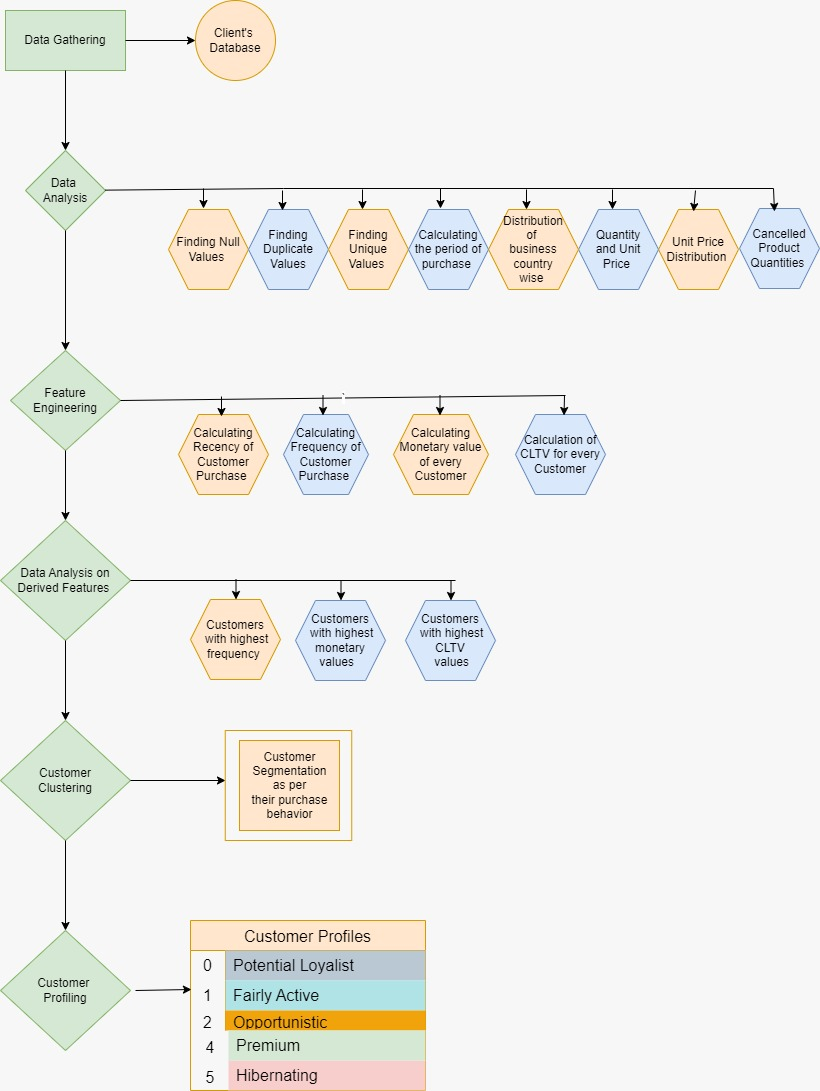 Data Gathering
Client's
Database
Data
Analysis
Finding Null
Values
Finding
Duplicate
Values
Finding
Unique
Values
Calculating
the period of
purchase
Distribution
of
business
country
wise
Quantity
and Unit
Price
Unit Price
Distribution
Cancelled
Product
Quantities
Feature
Engineering
Calculating
Recency of
Customer
Purchase
Calculating
Frequency of
Customer
Purchase
Calculating
Monetary value
of every
Customer
Calculation of
CLTV for every
Customer
Data Analysis on
Derived Features
Customers
with highest
frequency
Customers
with highest
monetary
values
Customers
with highest
CLTV
values
Customer
Clustering
Customer
Segmentation
as per
their purchase
behavior
Customer
Profiling
Customer Profiles
0 Potential Loyalist
1 Fairly Active
2 Opportunistic
4 Premium
5 Hibernating